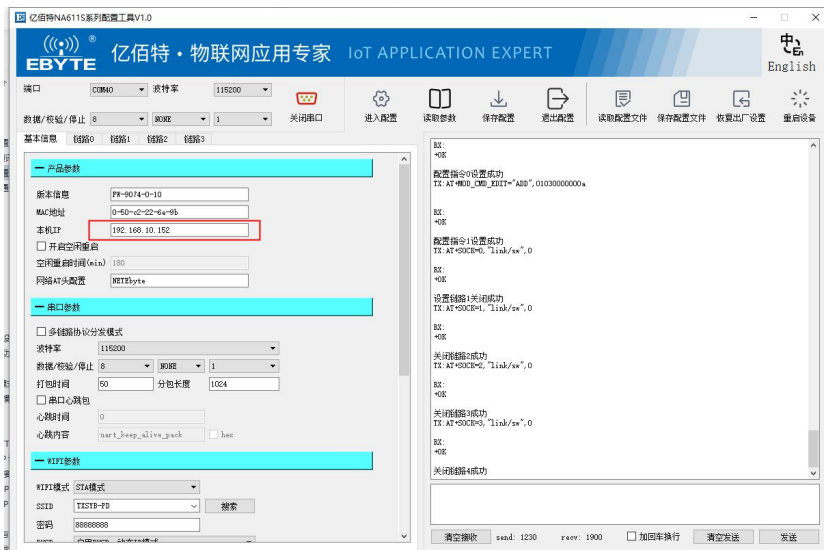 亿佰特NA611S系列配置工具V1.0
((•)) ®
EBYTE
亿佰特·物联网应用专家 IoT APPLICATION EXPERT
中
English
端口 COM40 波特率 115200
数据/校验/停止 8 NONE 1
关闭串口 进入配置 读取参数 保存配置 退出配置 读取配置文件 保存配置文件 恢复出厂设置 重启设备
基本信息 链路0 链路1 链路2 链路3
产品参数
版本信息 FW-9074-0-10
MAC地址 0-50-c2-22-6e-9b
本机IP 192.168.10.152
开启空闲重启
空闲重启时间(min) 180
网络AT头配置 NETEbyte
串口参数
多链路协议分发模式
波特率 115200
数据/校验/停止 8 NONE 1
打包时间 50 分包长度 1024
串口心跳包
心跳时间 0
心跳内容 uart_keep_alive_pack hex
WIFI参数
WIFI模式 STA模式
SSID TXSYB-PD 搜索
密码 88888888
RX:
+OK
配置指令0设置成功
TX:AT+MOD_CMD_EDIT="ADD",01030000000a
RX:
+OK
配置指令1设置成功
TX:AT+SOCK=0,"link/sw",0
RX:
+OK
设置链路1关闭成功
TX:AT+SOCK=1,"link/sw",0
RX:
+OK
关闭链路2成功
TX:AT+SOCK=2,"link/sw",0
RX:
+OK
关闭链路3成功
TX:AT+SOCK=3,"link/sw",0
RX:
+OK
关闭链路4成功
清空接收 send: 1230 recv: 1900 加回车换行 清空发送 发送